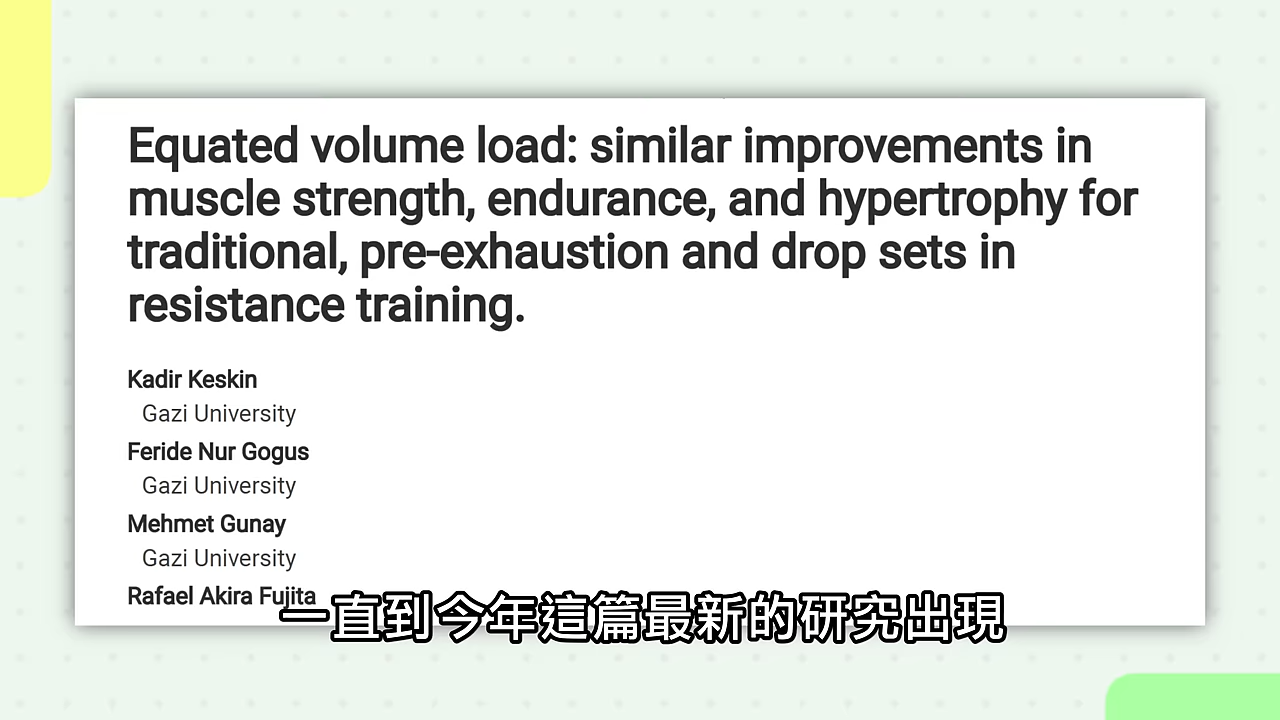 Equated volume load: similar improvements in
muscle strength, endurance, and hypertrophy for
traditional, pre-exhaustion and drop sets in
resistance training.
Kadir Keskin
Gazi University
Feride Nur Gogus
Gazi University
Mehmet Gunay
Gazi University
Rafael Akira Fujita
一直到今年這篇最新的研究出現